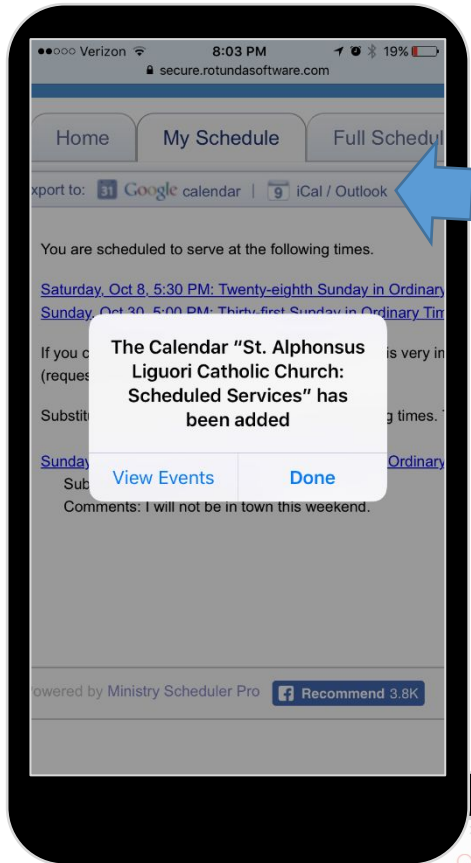 Verizon 8:03 PM 19%
secure.rotundasoftware.com
Home My Schedule Full Schedul
xport to: 31 Google calendar | 9 iCal / Outlook
You are scheduled to serve at the following times.
Saturday, Oct 8, 5:30 PM: Twenty-eighth Sunday in Ordinary
Sunday, Oct 30, 5:00 PM: Thirty-first Sunday in Ordinary Tim
If you c is very in
(reques
Substit g times.
Sunday Ordinary
Sub
Comments: I will not be in town this weekend.
The Calendar "St. Alphonsus
Liguori Catholic Church:
Scheduled Services" has
been added
View Events Done
owered by Ministry Scheduler Pro f Recommend 3.8K